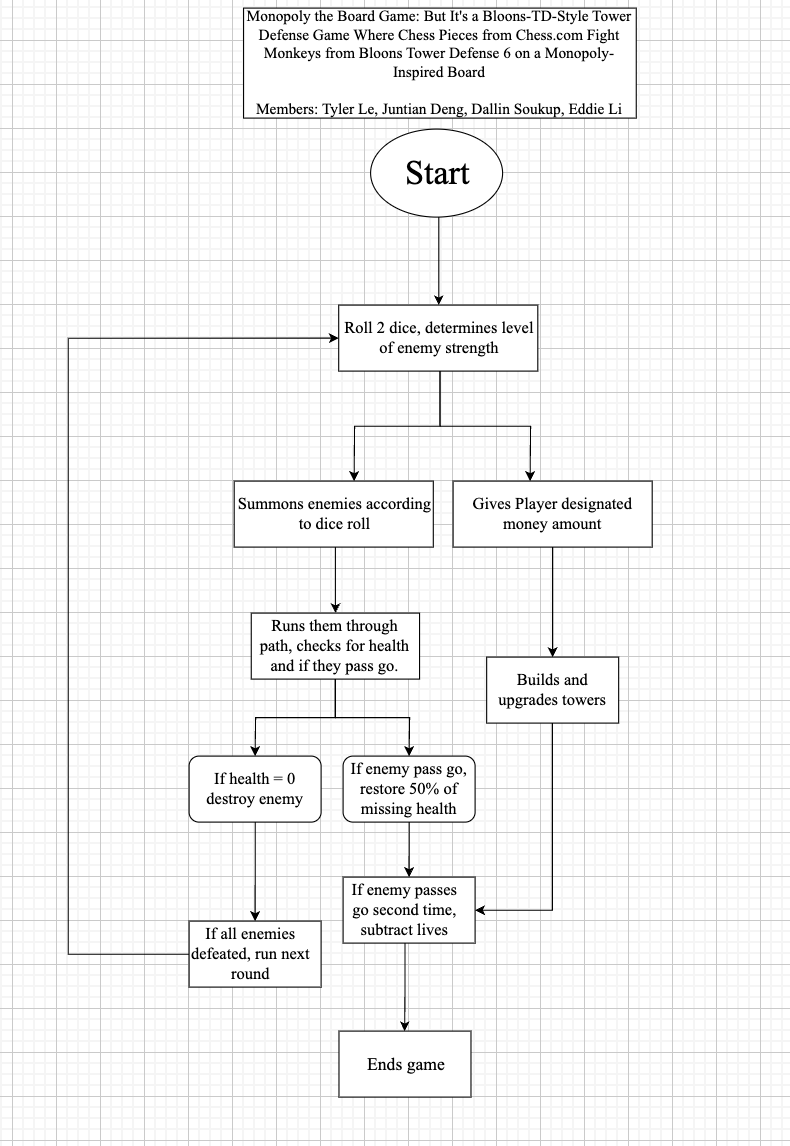 Monopoly the Board Game: But It's a Bloons-TD-Style Tower
Defense Game Where Chess Pieces from Chess.com Fight
Monkeys from Bloons Tower Defense 6 on a Monopoly-
Inspired Board
Members: Tyler Le, Juntian Deng, Dallin Soukup, Eddie Li
Start
Roll 2 dice, determines level
of enemy strength
Summons enemies according
to dice roll
Gives Player designated
money amount
Runs them through
path, checks for health
and if they pass go.
Builds and
upgrades towers
If health = 0
destroy enemy
If enemy pass go,
restore 50% of
missing health
If enemy passes
go second time,
subtract lives
If all enemies
defeated, run next
round
Ends game